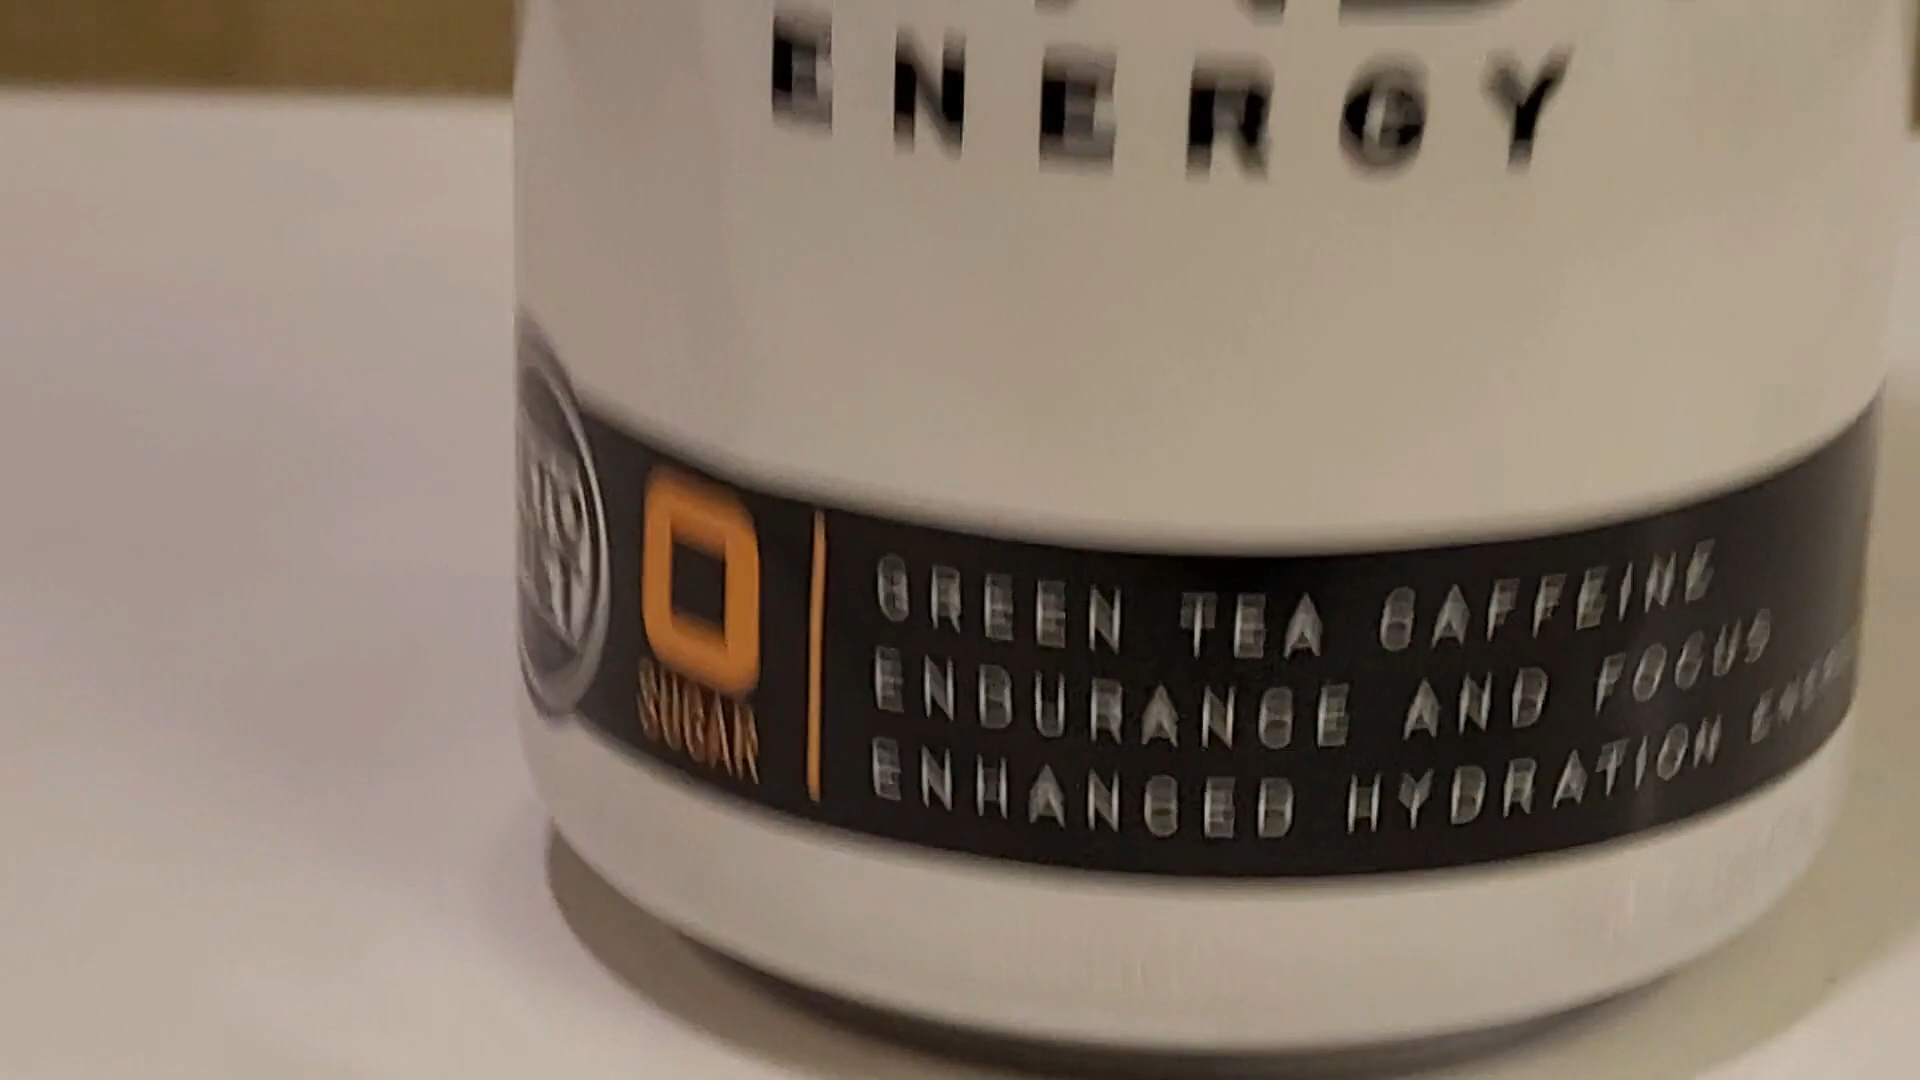 ENERGY
0
SUGAR
GREEN TEA CAFFEINE
ENDURANCE AND FOCUS
ENHANCED HYDRATION